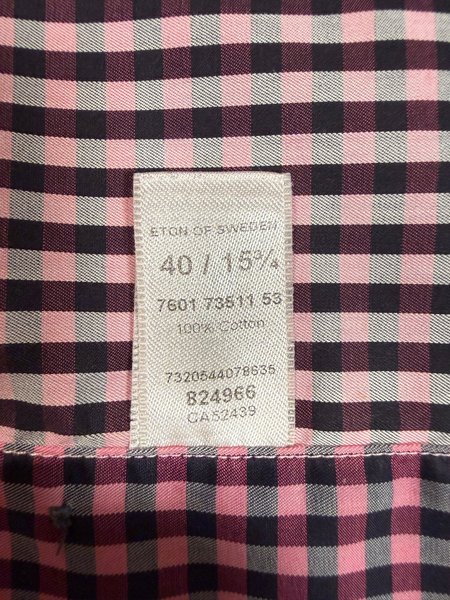 ETON OF SWEDEN
40 / 15¾
7601 73511 53
100% Cotton
7320544078635
824966
CA52439